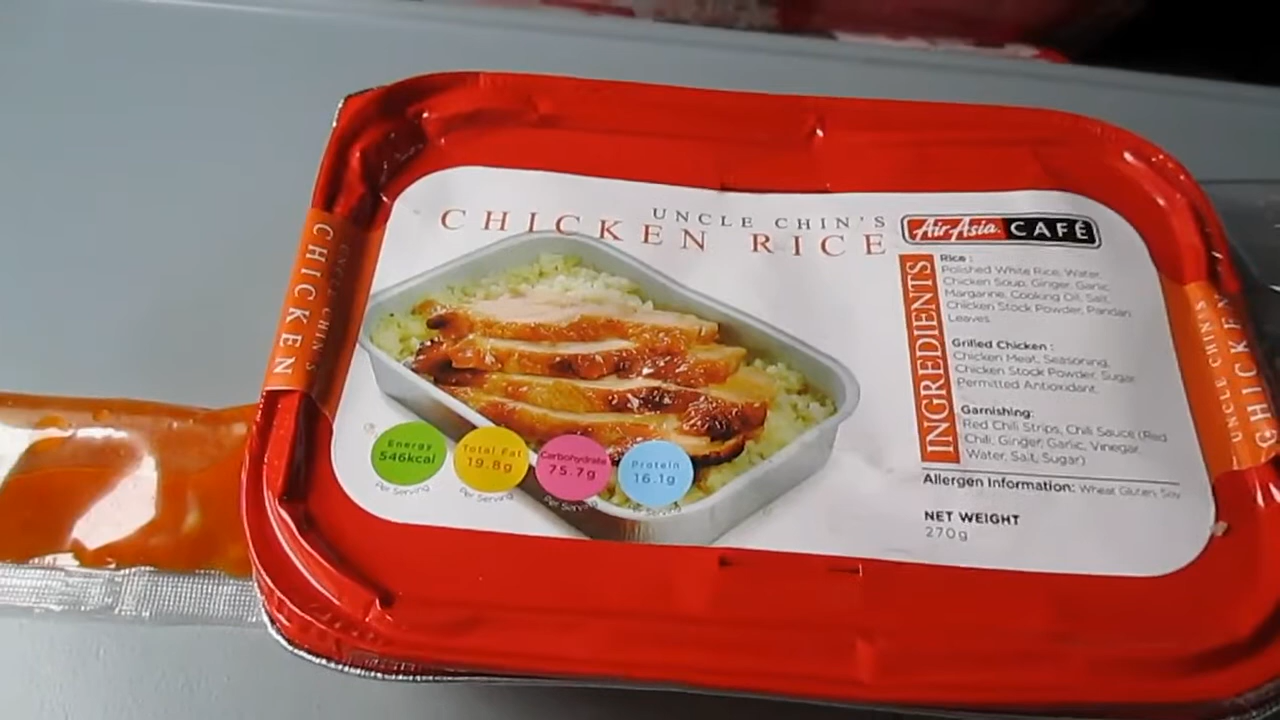 UNCLE CHIN'S
CHICKEN RICE
AirAsia. CAFÉ
INGREDIENTS
Rice :
Polished White Rice, Water,
Chicken Soup, Ginger, Garlic,
Margarine, Cooking Oil, Salt,
Chicken Stock Powder, Pandan
Leaves.
Grilled Chicken :
Chicken Meat, Seasoning,
Chicken Stock Powder, Sugar
Permitted Antioxidant.
Garnishing:
Red Chili Strips, Chili Sauce (Red
Chili, Ginger, Garlic, Vinegar
Water, Salt, Sugar)
Allergen Information: Wheat Gluten, Soy
NET WEIGHT
270g
Energy
546kcal
Per Serving
Total Fat
19.8g
Per Serving
Carbohydrate
75.7g
Per Serving
Protein
16.1g
Per Serving
UNCLE CHIN'S
CHICKEN
UNCLE CHIN'S
CHICKEN